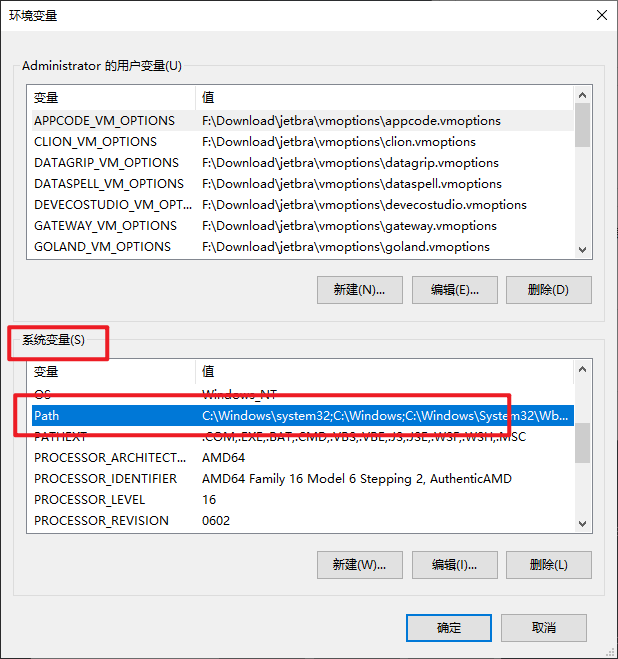 环境变量
Administrator 的用户变量(U)
变量 值
APPCODE_VM_OPTIONS F:\Download\jetbra\vmoptions\appcode.vmoptions
CLION_VM_OPTIONS F:\Download\jetbra\vmoptions\clion.vmoptions
DATAGRIP_VM_OPTIONS F:\Download\jetbra\vmoptions\datagrip.vmoptions
DATASPELL_VM_OPTIONS F:\Download\jetbra\vmoptions\dataspell.vmoptions
DEVECOSTUDIO_VM_OPT... F:\Download\jetbra\vmoptions\devecostudio.vmoptions
GATEWAY_VM_OPTIONS F:\Download\jetbra\vmoptions\gateway.vmoptions
GOLAND_VM_OPTIONS F:\Download\jetbra\vmoptions\goland.vmoptions
新建(N)... 编辑(E)... 删除(D)
系统变量(S)
变量 值
OS Windows_NT
Path C:\Windows\system32;C:\Windows;C:\Windows\System32\Wb...
PATHEXT .COM;.EXE;.BAT;.CMD;.VBS;.VBE;.JS;.JSE;.WSF;.WSH;.MSC
PROCESSOR_ARCHITECT... AMD64
PROCESSOR_IDENTIFIER AMD64 Family 16 Model 6 Stepping 2, AuthenticAMD
PROCESSOR_LEVEL 16
PROCESSOR_REVISION 0602
新建(W)... 编辑(I)... 删除(L)
确定 取消